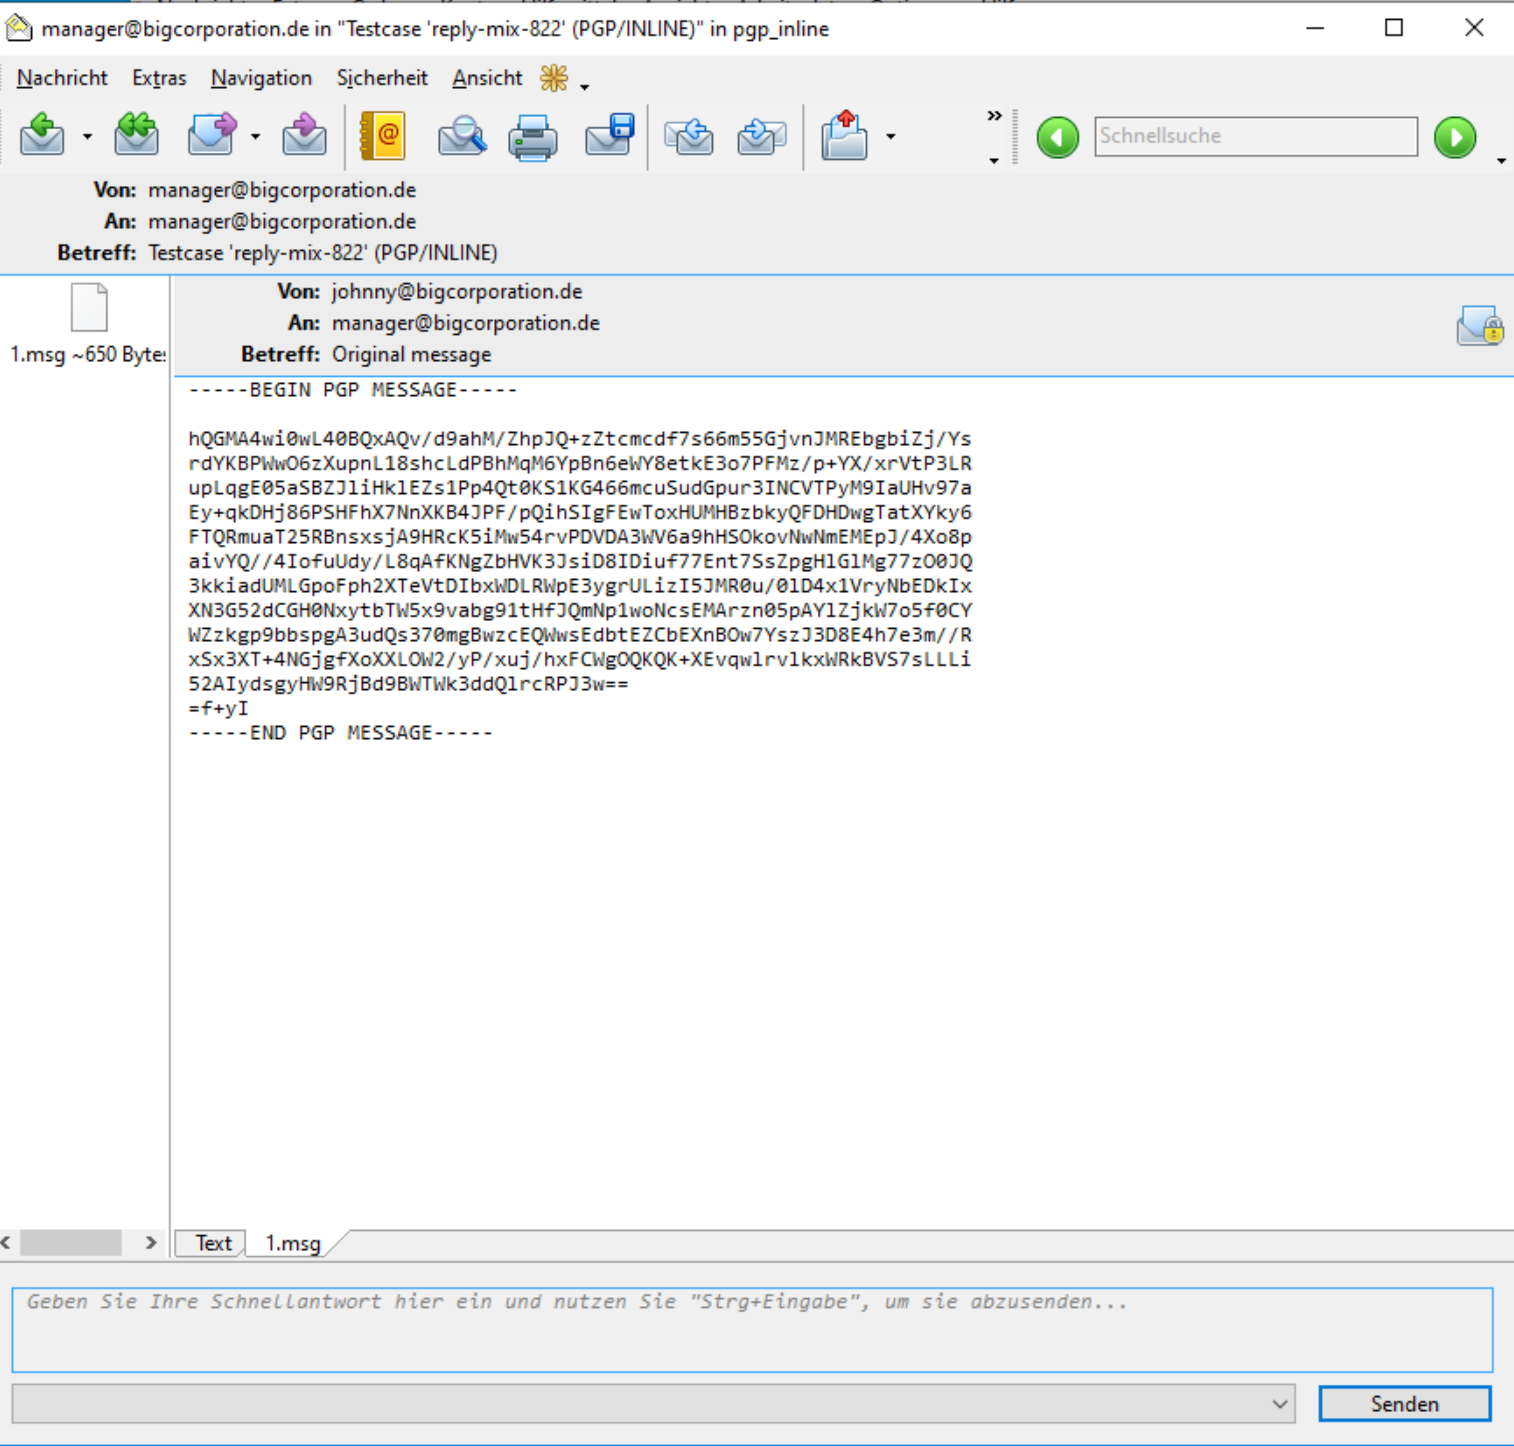 manager@bigcorporation.de in "Testcase 'reply-mix-822' (PGP/INLINE)" in pgp_inline
Nachricht Extras Navigation Sicherheit Ansicht
Schnellsuche
Von: manager@bigcorporation.de
An: manager@bigcorporation.de
Betreff: Testcase 'reply-mix-822' (PGP/INLINE)
1.msg ~650 Bytes
Von: johnny@bigcorporation.de
An: manager@bigcorporation.de
Betreff: Original message
-----BEGIN PGP MESSAGE-----
hQGMA4wi0wL40BQxAQv/d9ahM/ZhpJQ+zZtcmcdf7s66m55GjvnJMREbgbiZj/Ys
rdYKBPWwO6zXupnL18shcLdPBhMqM6YpBn6eWY8etkE3o7PFMz/p+YX/xrVtP3LR
upLqgE05aSBZJliHklEZs1Pp4Qt0KS1KG466mcuSudGpur3INCVTPyM9IaUHv97a
Ey+qkDHj86PSHFhX7NnXKB4JPF/pQihSIgFEwToxHUMHBzbkyQFDHDwgTatXYky6
FTQRmuaT25RBnsxsjA9HRcK5iMw54rvPDVDA3WV6a9hHSOkovNwNmEMEpJ/4Xo8p
aivYQ//4IofuUdy/L8qAfKNgZbHVK3JsiD8IDiuf77Ent7SsZpgHlGlMg77zO0JQ
3kkiadUMLGpoFph2XTeVtDIbxWDLRWpE3ygrULizI5JMR0u/0lD4x1VryNbEDkIx
XN3G52dCGH0NxytbTW5x9vabg91tHfJQmNp1woNcsEMArzn05pAYlZjkW7o5f0CY
WZzkgp9bbspgA3udQs370mgBwzcEQWwsEdbtEZCbEXnBOw7YszJ3D8E4h7e3m//R
xSx3XT+4NGjgfXoXXLOW2/yP/xuj/hxFCWgOQKQK+XEvqwlrvlkxWRkBVS7sLLLi
52AIydsgyHW9RjBd9BWTWk3ddQlrcRPJ3w==
=f+yI
-----END PGP MESSAGE-----
Text 1.msg
Geben Sie Ihre Schnellantwort hier ein und nutzen Sie "Strg+Eingabe", um sie abzusenden...
Senden